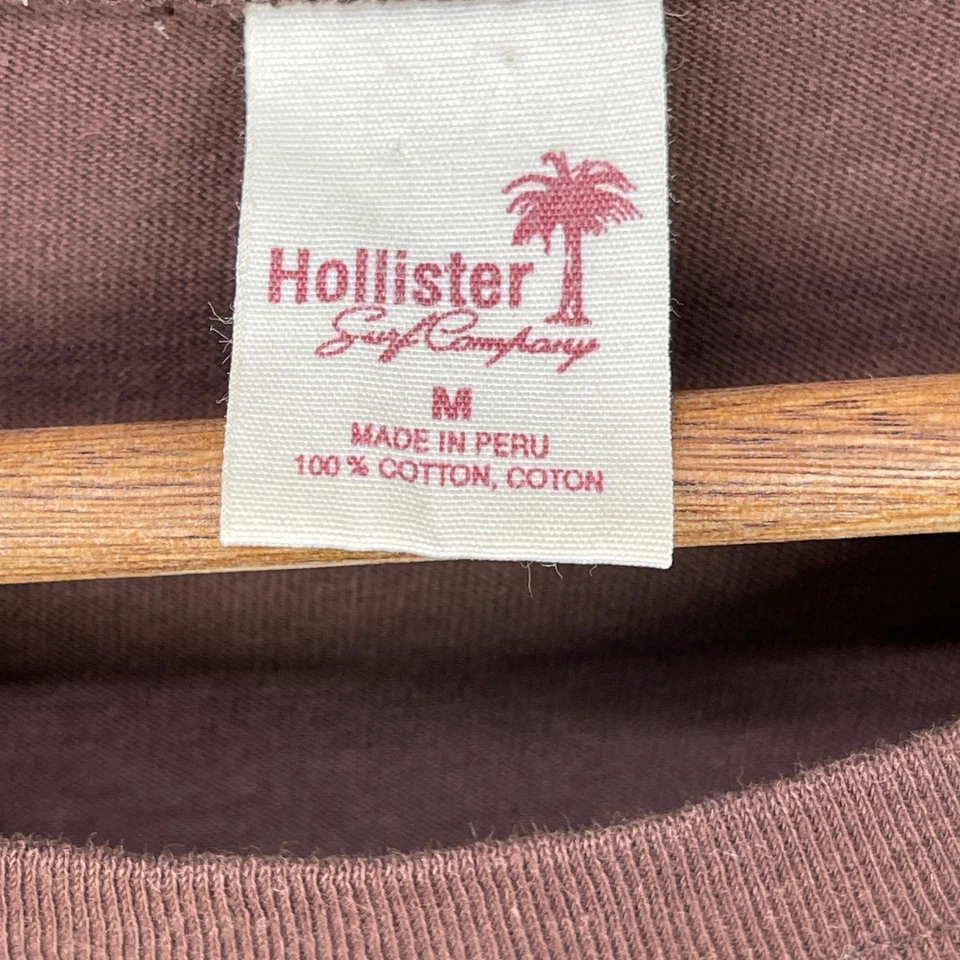 Hollister
Surf Company
M
MADE IN PERU
100 % COTTON, COTON